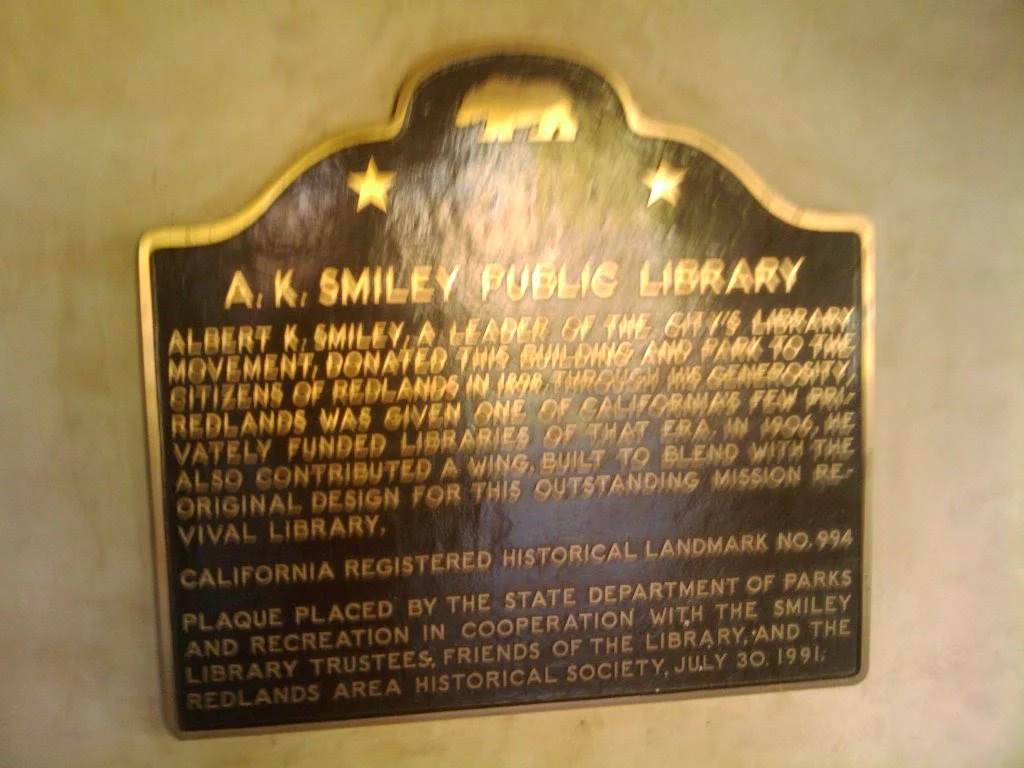 A. K. SMILEY PUBLIC LIBRARY
ALBERT K. SMILEY, A LEADER OF THE CITY'S LIBRARY
MOVEMENT, DONATED THIS BUILDING AND PARK TO THE
CITIZENS OF REDLANDS IN 1898. THROUGH HIS GENEROSITY,
REDLANDS WAS GIVEN ONE OF CALIFORNIA'S FEW PRI-
VATELY FUNDED LIBRARIES OF THAT ERA. IN 1906, HE
ALSO CONTRIBUTED A WING, BUILT TO BLEND WITH THE
ORIGINAL DESIGN FOR THIS OUTSTANDING MISSION RE-
VIVAL LIBRARY.
CALIFORNIA REGISTERED HISTORICAL LANDMARK NO. 994
PLAQUE PLACED BY THE STATE DEPARTMENT OF PARKS
AND RECREATION IN COOPERATION WITH THE SMILEY
LIBRARY TRUSTEES, FRIENDS OF THE LIBRARY, AND THE
REDLANDS AREA HISTORICAL SOCIETY, JULY 30. 1991.